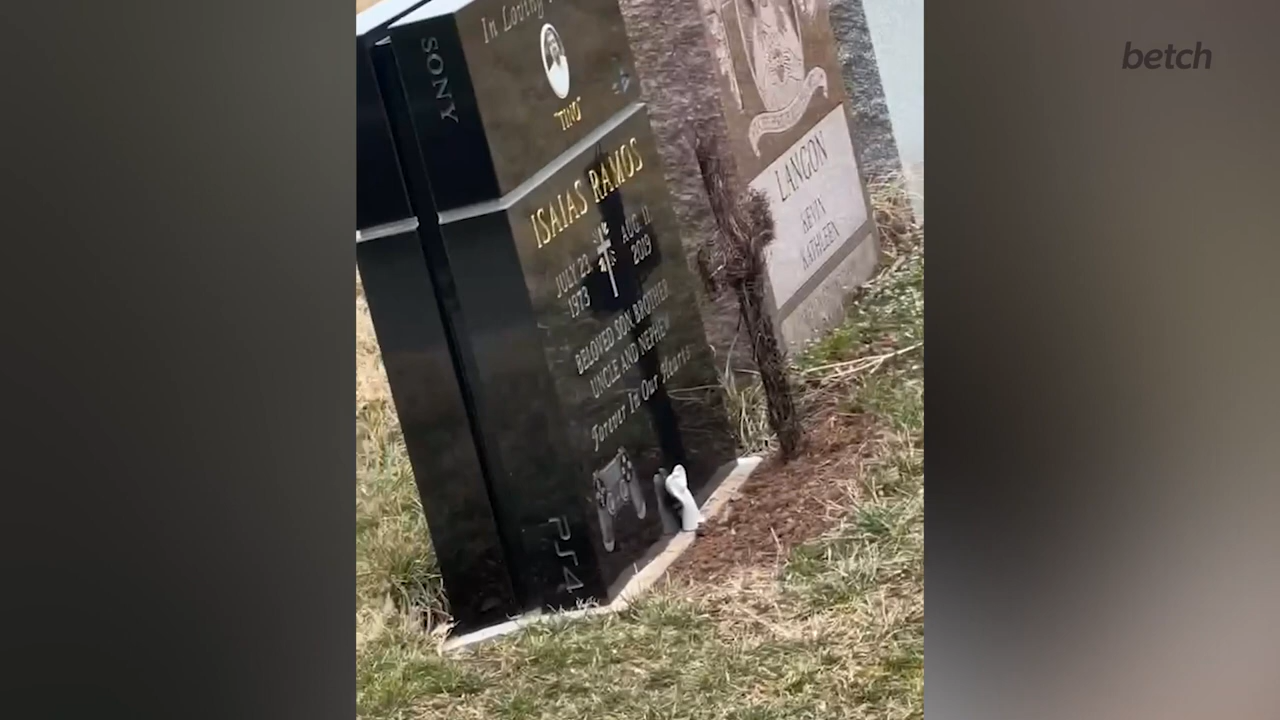 betch
SONY
In Loving
"TINO"
ISAIAS RAMOS
JULY 23
1973
AUG. 11
2019
BELOVED SON BROTHER
UNCLE AND NEPHEW
Forever In Our Hearts
PS4
LANGON
KEVIN
KATHLEEN